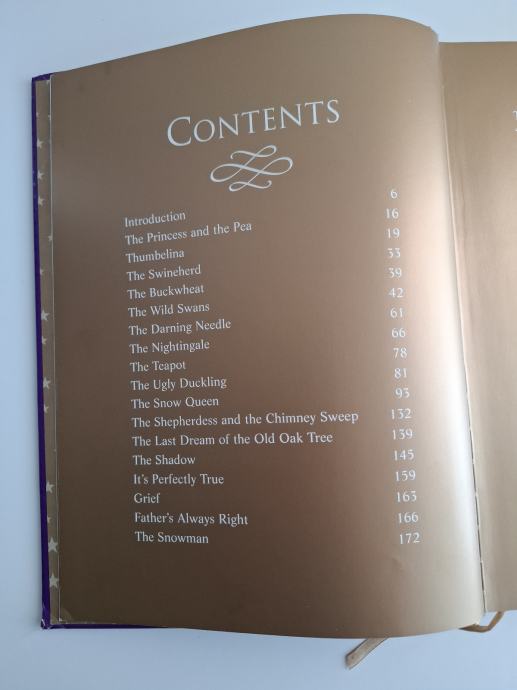 CONTENTS
Introduction 6
The Princess and the Pea 16
Thumbelina 19
The Swineherd 33
The Buckwheat 39
The Wild Swans 42
The Darning Needle 61
The Nightingale 66
The Teapot 78
The Ugly Duckling 81
The Snow Queen 93
The Shepherdess and the Chimney Sweep 132
The Last Dream of the Old Oak Tree 139
The Shadow 145
It's Perfectly True 159
Grief 163
Father's Always Right 166
The Snowman 172